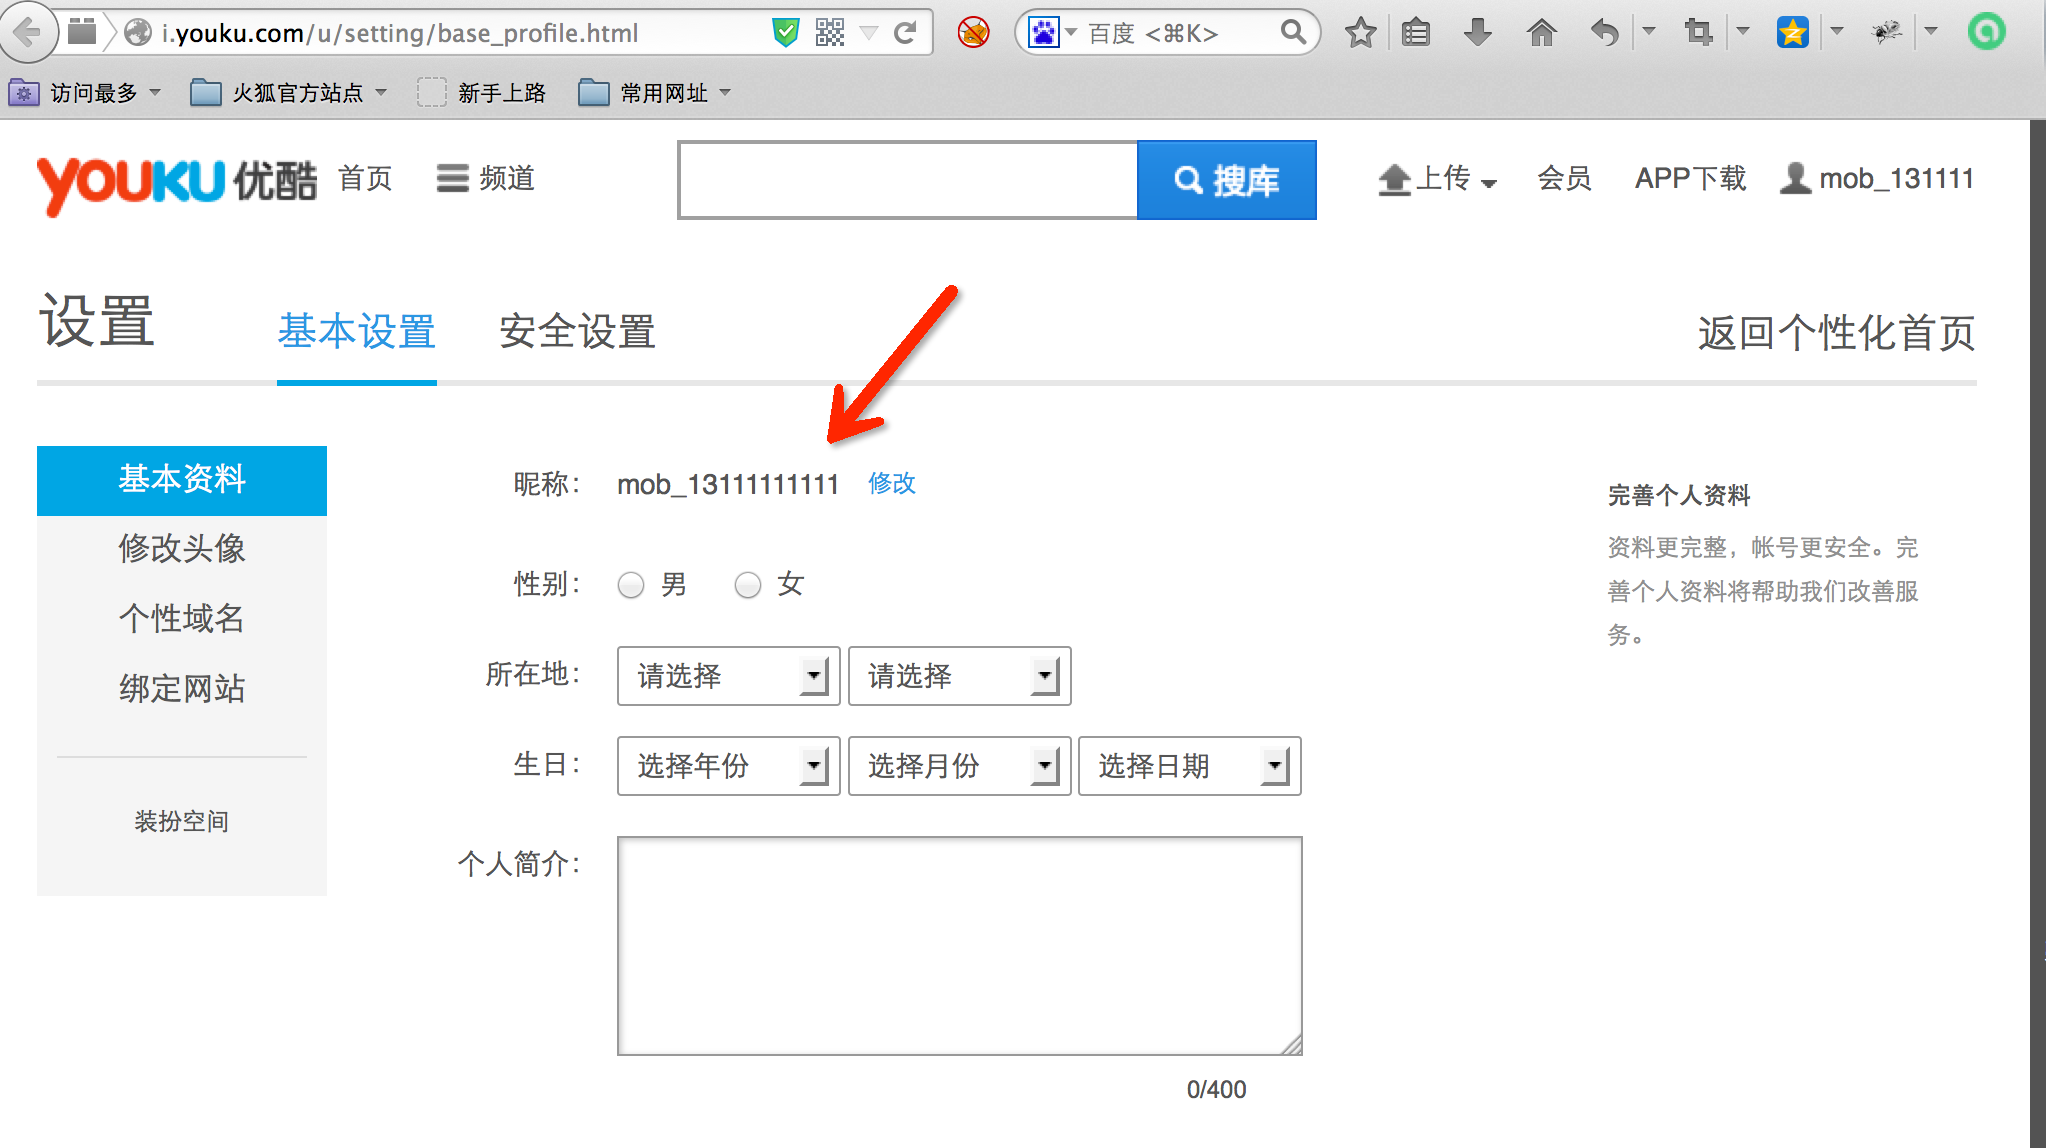 i.youku.com/u/setting/base_profile.html
百度 <⌘K>
访问最多
火狐官方站点
新手上路
常用网址
YOUKU 优酷
首页
频道
搜库
上传
会员
APP下载
mob_131111
设置
基本设置
安全设置
返回个性化首页
基本资料
修改头像
个性域名
绑定网站
装扮空间
昵称： mob_13111111111 修改
性别： 男 女
所在地： 请选择 请选择
生日： 选择年份 选择月份 选择日期
个人简介：
0/400
完善个人资料
资料更完整，帐号更安全。完
善个人资料将帮助我们改善服
务。